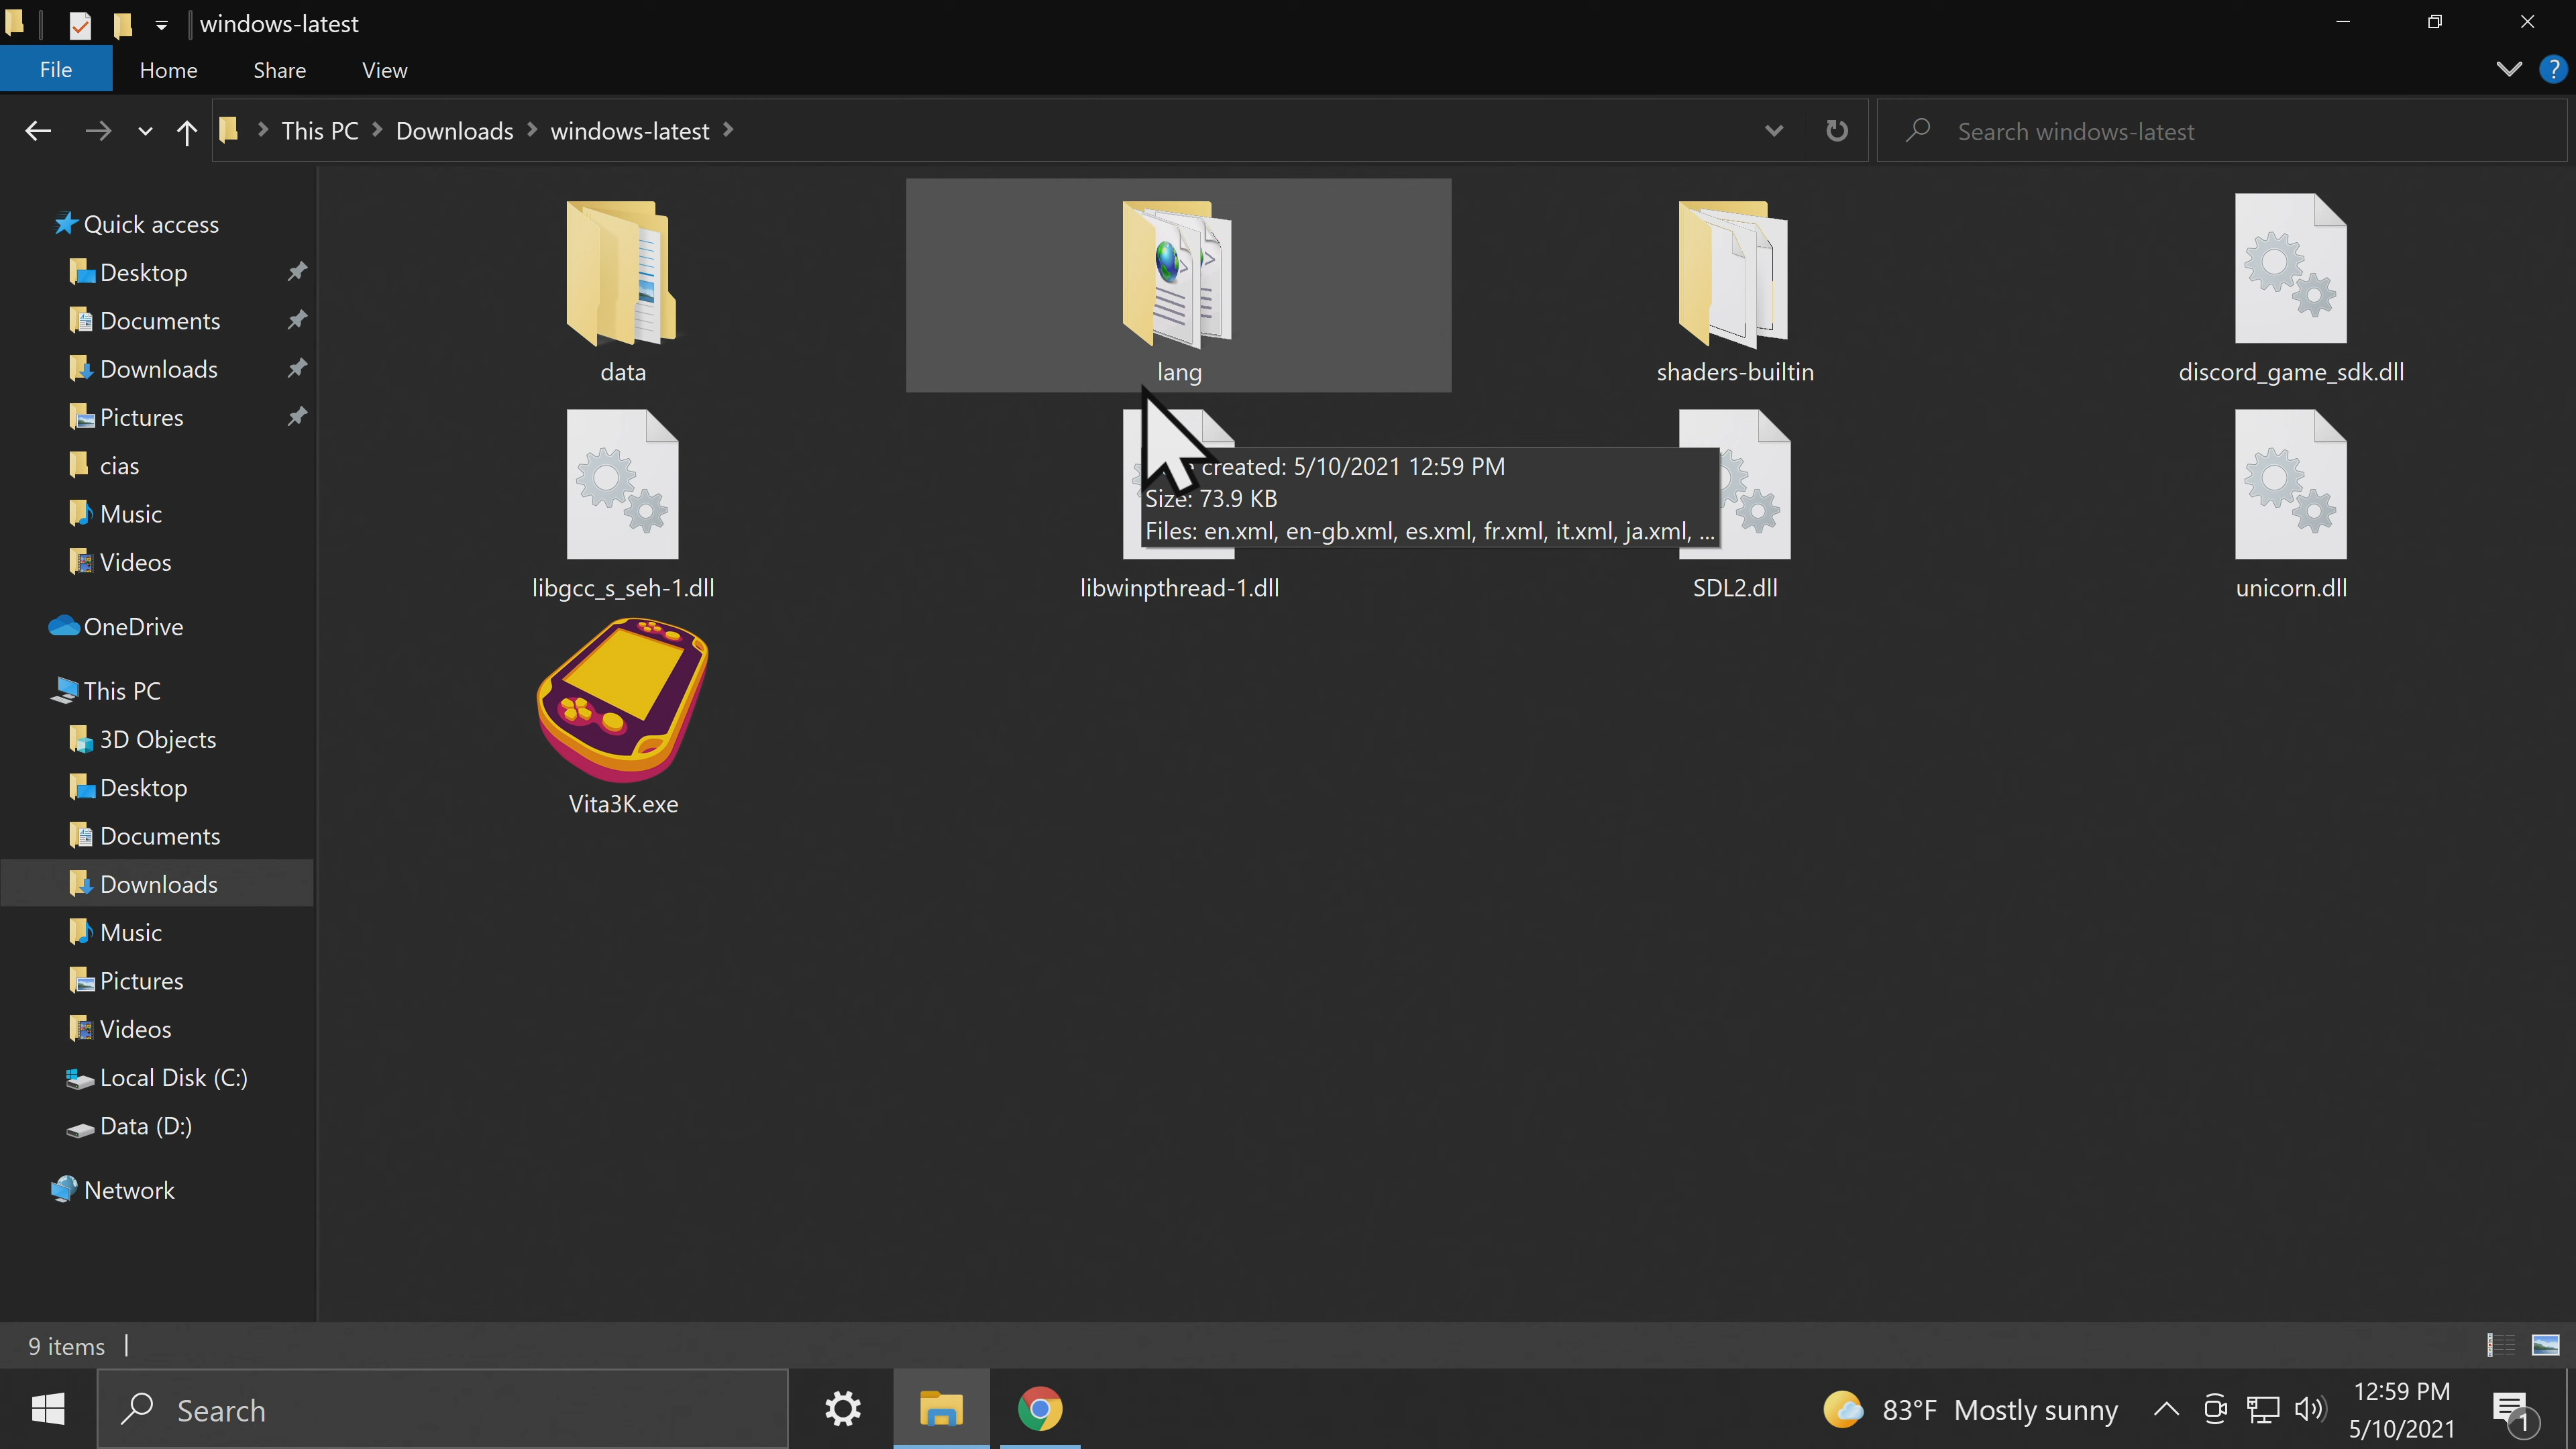 windows-latest
File Home Share View
?
This PC Downloads windows-latest
Search windows-latest
Quick access
Desktop
Documents
Downloads
Pictures
cias
Music
Videos
OneDrive
This PC
3D Objects
Desktop
Documents
Downloads
Music
Pictures
Videos
Local Disk (C:)
Data (D:)
Network
data
lang
shaders-builtin
discord_game_sdk.dll
created: 5/10/2021 12:59 PM
Size: 73.9 KB
Files: en.xml, en-gb.xml, es.xml, fr.xml, it.xml, ja.xml, ...
libgcc_s_seh-1.dll
libwinpthread-1.dll
SDL2.dll
unicorn.dll
Vita3K.exe
9 items
Search
83°F Mostly sunny
12:59 PM
5/10/2021
1